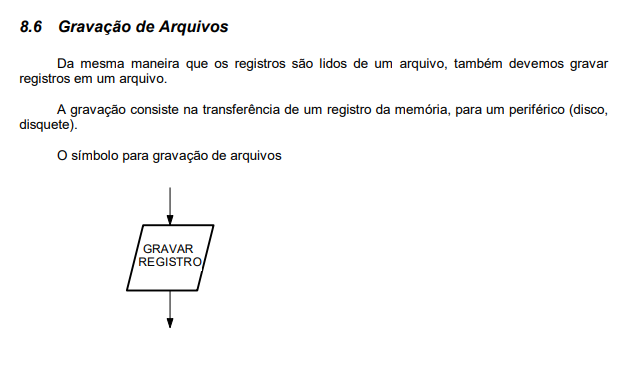 8.6 Gravação de Arquivos
Da mesma maneira que os registros são lidos de um arquivo, também devemos gravar
registros em um arquivo.
A gravação consiste na transferência de um registro da memória, para um periférico (disco,
disquete).
O símbolo para gravação de arquivos
GRAVAR
REGISTRO